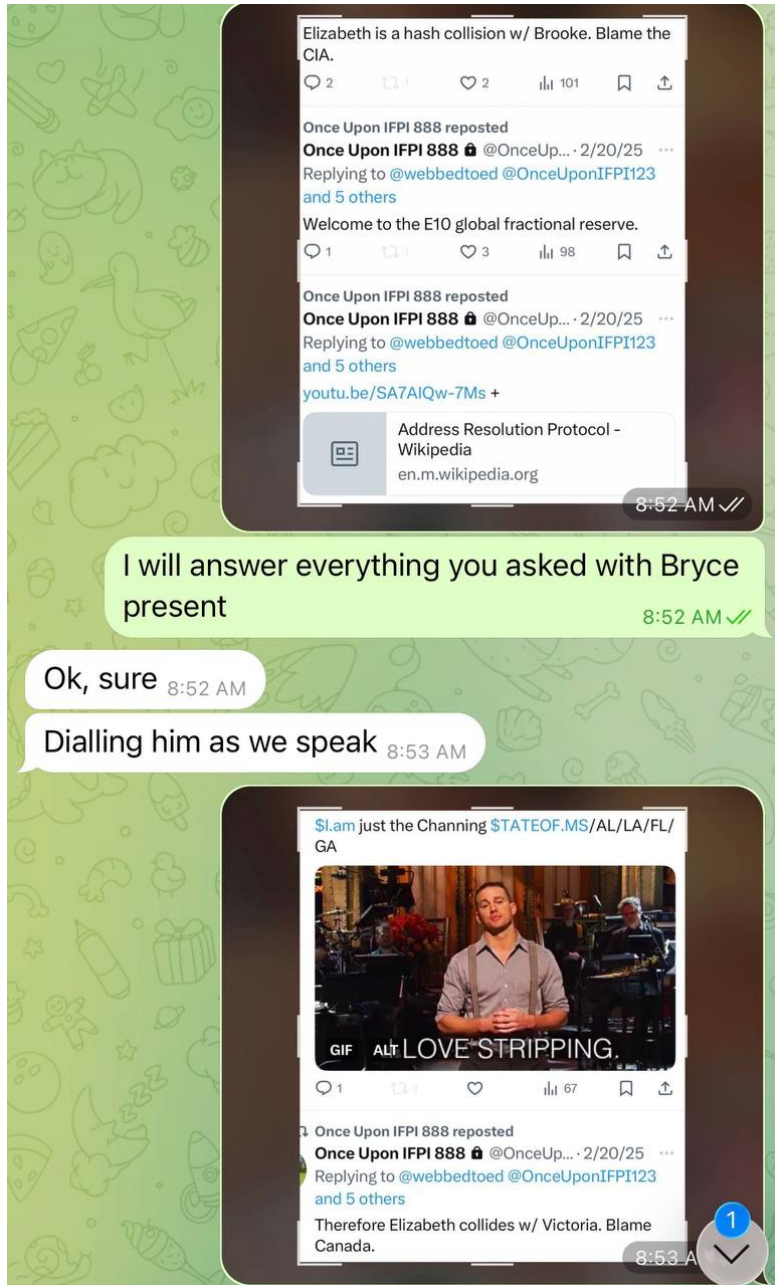 Elizabeth is a hash collision w/ Brooke. Blame the
CIA.
2 1 2 101
Once Upon IFPI 888 reposted
Once Upon IFPI 888 @OnceUp... · 2/20/25 ...
Replying to @webbedtoed @OnceUponIFPI123
and 5 others
Welcome to the E10 global fractional reserve.
1 1 3 98
Once Upon IFPI 888 reposted
Once Upon IFPI 888 @OnceUp... · 2/20/25 ...
Replying to @webbedtoed @OnceUponIFPI123
and 5 others
youtu.be/SA7AIQw-7Ms +
Address Resolution Protocol -
Wikipedia
en.m.wikipedia.org
8:52 AM
I will answer everything you asked with Bryce
present
8:52 AM
Ok, sure 8:52 AM
Dialling him as we speak 8:53 AM
$I.am just the Channing $TATEOF.MS/AL/LA/FL/
GA
GIF ALT LOVE STRIPPING.
1 1 67
Once Upon IFPI 888 reposted
Once Upon IFPI 888 @OnceUp... · 2/20/25 ...
Replying to @webbedtoed @OnceUponIFPI123
and 5 others
Therefore Elizabeth collides w/ Victoria. Blame
Canada.
1
8:53 A